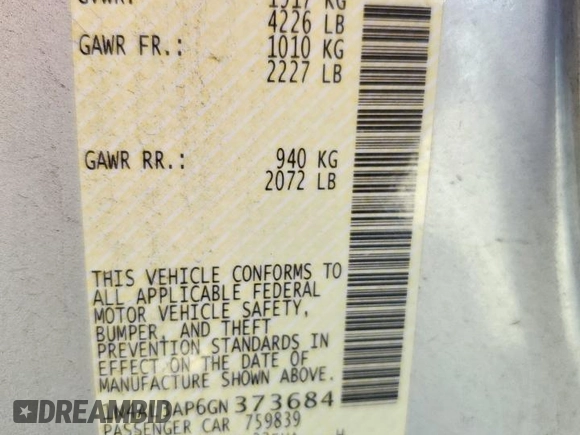 1917 KG
4226 LB
GAWR FR.: 1010 KG
2227 LB
GAWR RR.: 940 KG
2072 LB
THIS VEHICLE CONFORMS TO
ALL APPLICABLE FEDERAL
MOTOR VEHICLE SAFETY,
BUMPER, AND THEFT
PREVENTION STANDARDS IN
EFFECT ON THE DATE OF
MANUFACTURE SHOWN ABOVE.
373684
PASSENGER CAR 759839
DREAMBID